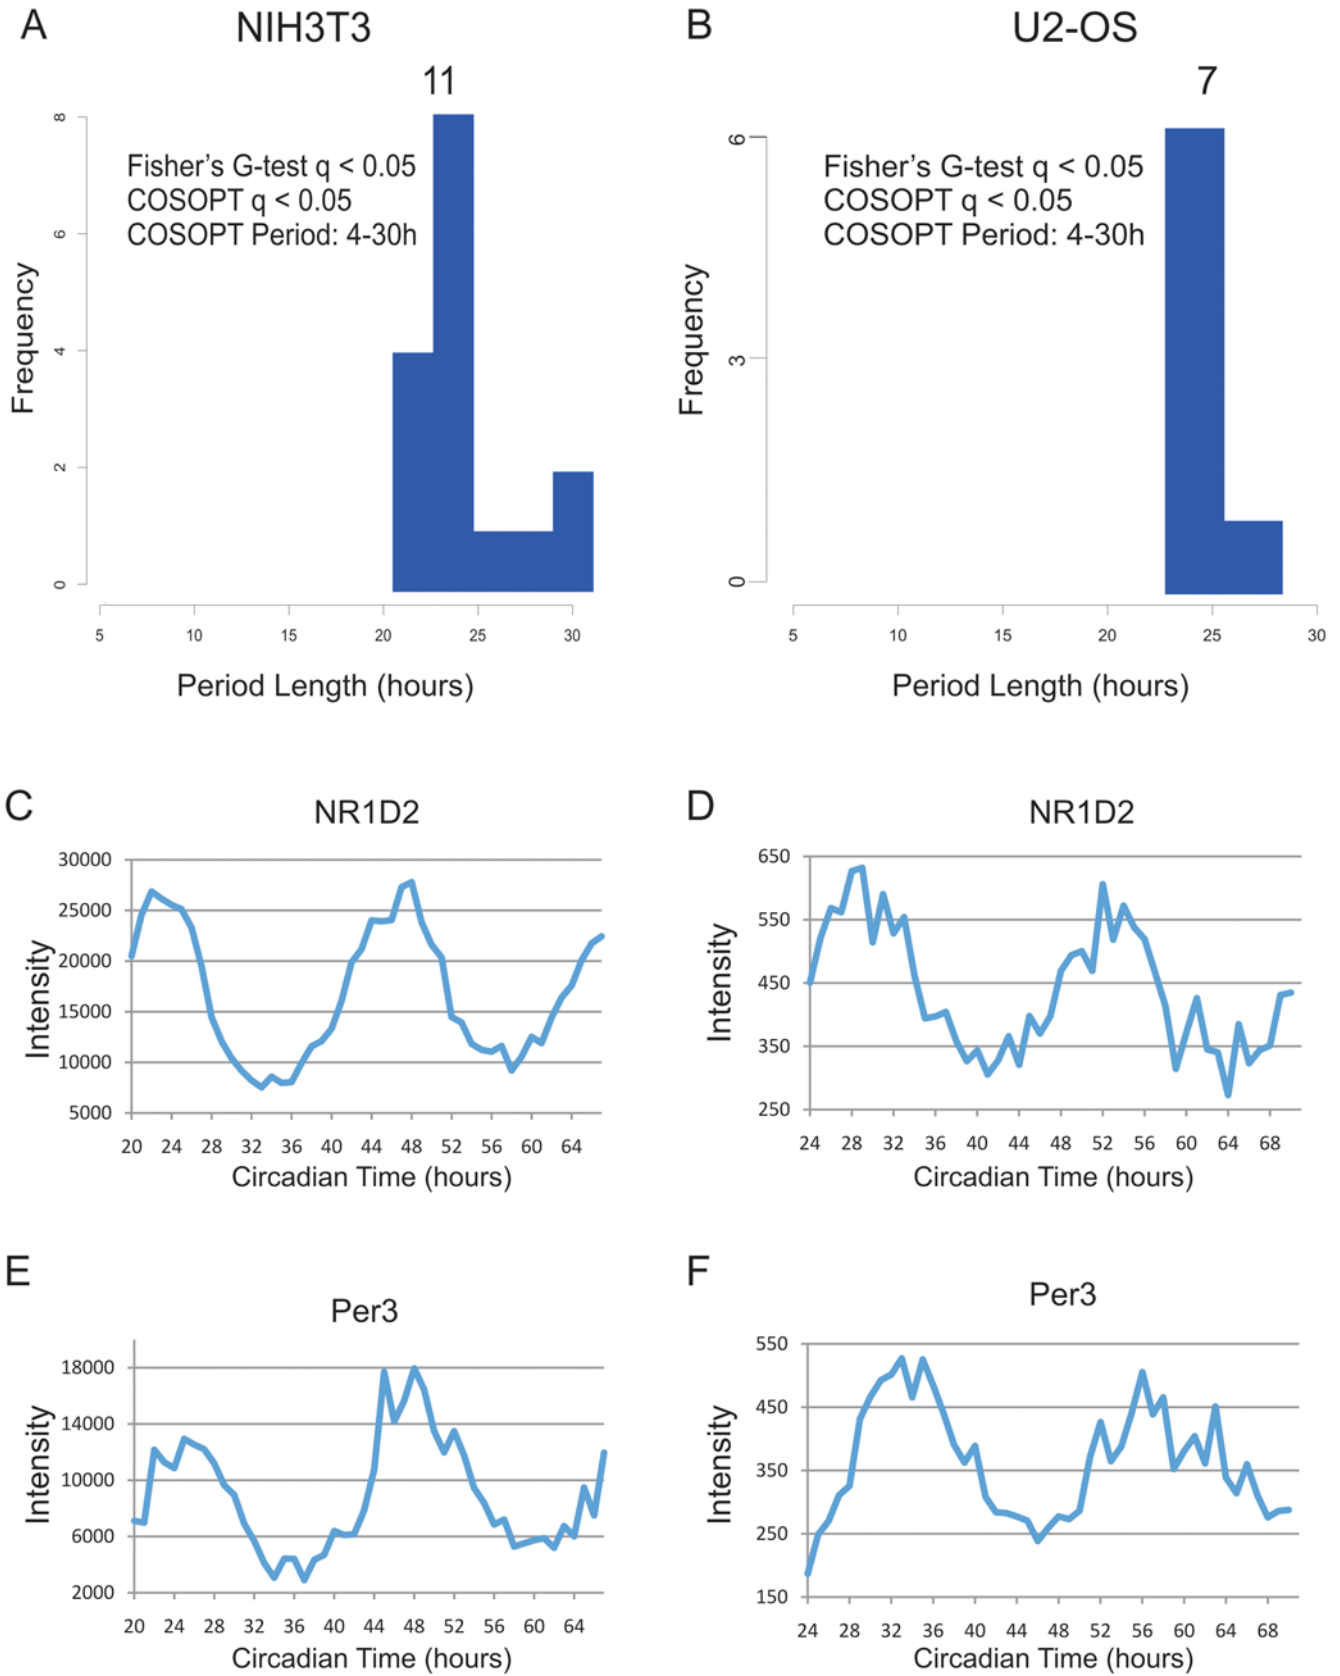 A
NIH3T3
11
8
6
4
2
0
Frequency
Fisher's G-test q < 0.05
COSOPT q < 0.05
COSOPT Period: 4-30h
5 10 15 20 25 30
Period Length (hours)
B
U2-OS
7
6
3
0
Frequency
Fisher's G-test q < 0.05
COSOPT q < 0.05
COSOPT Period: 4-30h
5 10 15 20 25 30
Period Length (hours)
C
NR1D2
30000
25000
20000
15000
10000
5000
Intensity
20 24 28 32 36 40 44 48 52 56 60 64
Circadian Time (hours)
D
NR1D2
650
550
450
350
250
Intensity
24 28 32 36 40 44 48 52 56 60 64 68
Circadian Time (hours)
E
Per3
18000
14000
10000
6000
2000
Intensity
20 24 28 32 36 40 44 48 52 56 60 64
Circadian Time (hours)
F
Per3
550
450
350
250
150
Intensity
24 28 32 36 40 44 48 52 56 60 64 68
Circadian Time (hours)